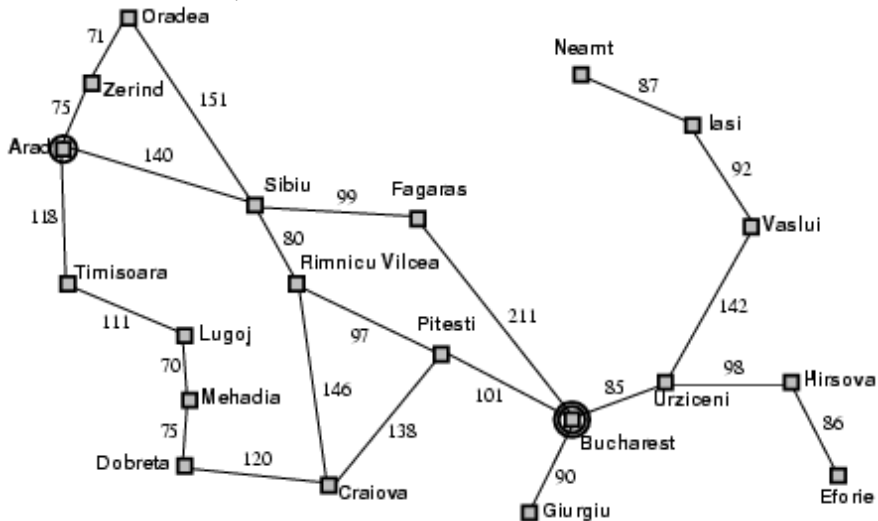 Oradea
71
Neamt
Zerind
87
75
151
Iasi
Arad
140
92
Sibiu
Fagaras
99
118
Vaslui
80
Timisoara
Rimnicu Vilcea
142
111
211
Lugoj
97
Pitesti
70
98
Hirsova
146
85
Mehadia
101
Urziceni
86
75
138
Bucharest
120
Dobreta
90
Craiova
Eforie
Giurgiu